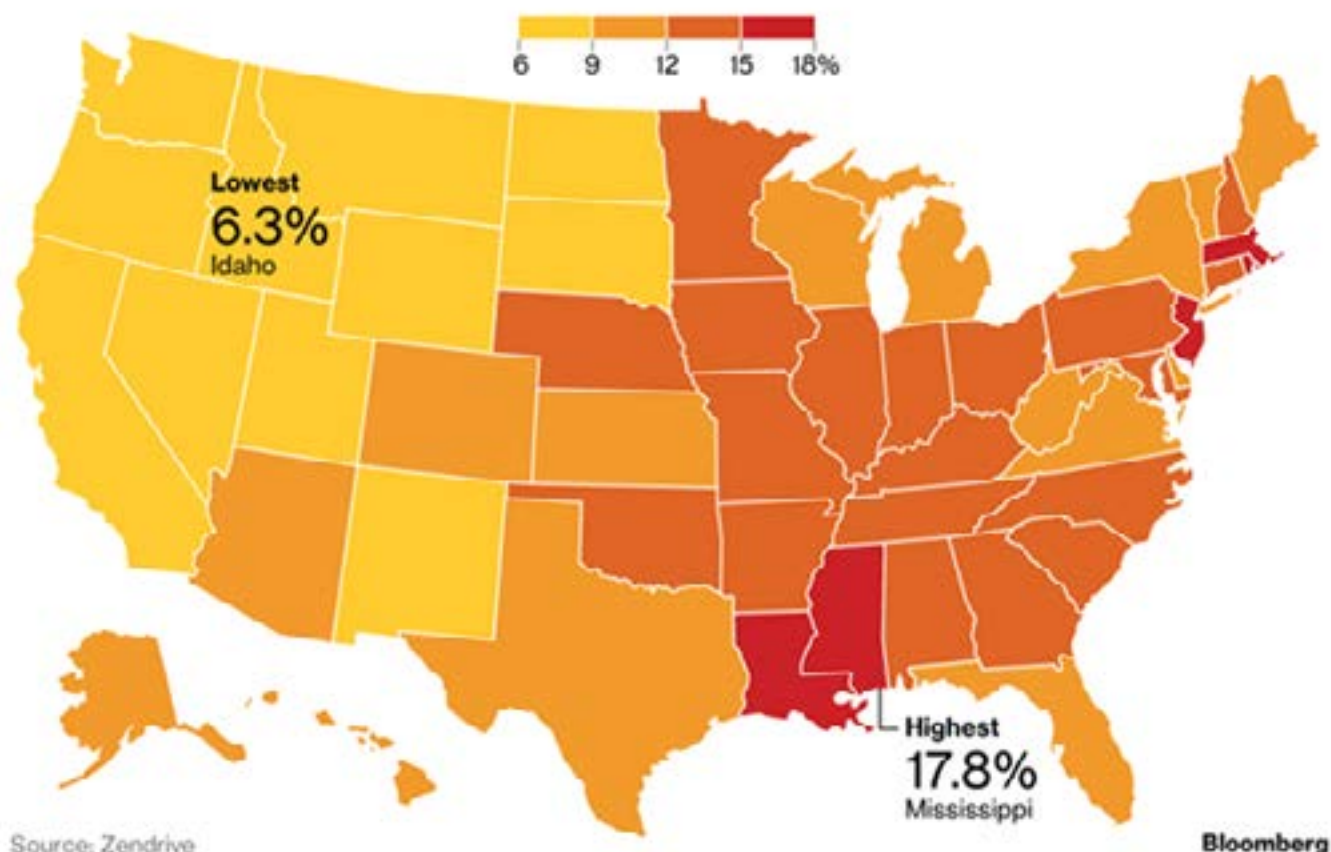 6 9 12 15 18%
Lowest
6.3%
Idaho
Highest
17.8%
Mississippi
Source: Zendrive
Bloomberg